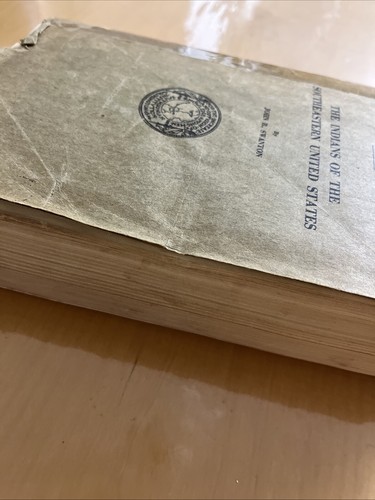 THE INDIANS OF THE
SOUTHEASTERN UNITED STATES
By
JOHN R. SWANTON